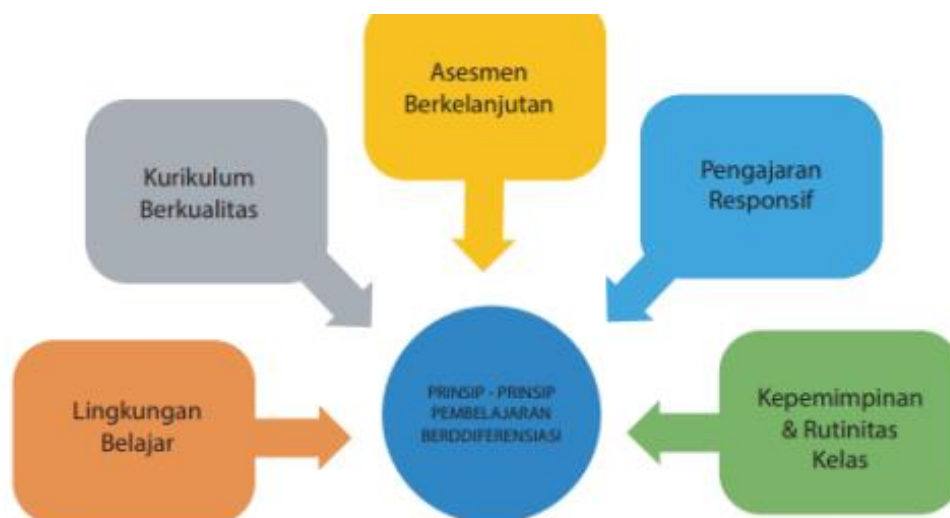 Asesmen
Berkelanjutan
Kurikulum
Berkualitas
Pengajaran
Responsif
Lingkungan
Belajar
PRINSIP - PRINSIP
PEMBELAJARAN
BERDDIFERENSIASI
Kepemimpinan
& Rutinitas
Kelas